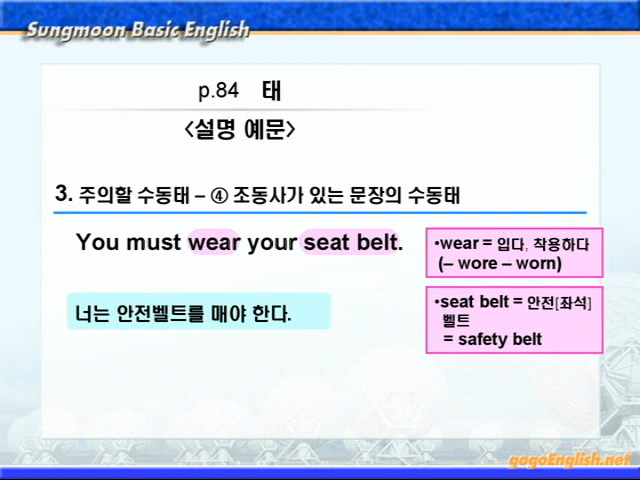 Sungmoon Basic English
p.84 태
<설명 예문>
3. 주의할 수동태 – ④ 조동사가 있는 문장의 수동태
You must wear your seat belt.
•wear = 입다, 착용하다
(– wore – worn)
너는 안전벨트를 매야 한다.
•seat belt = 안전[좌석]
벨트
= safety belt
gogoEnglish.net